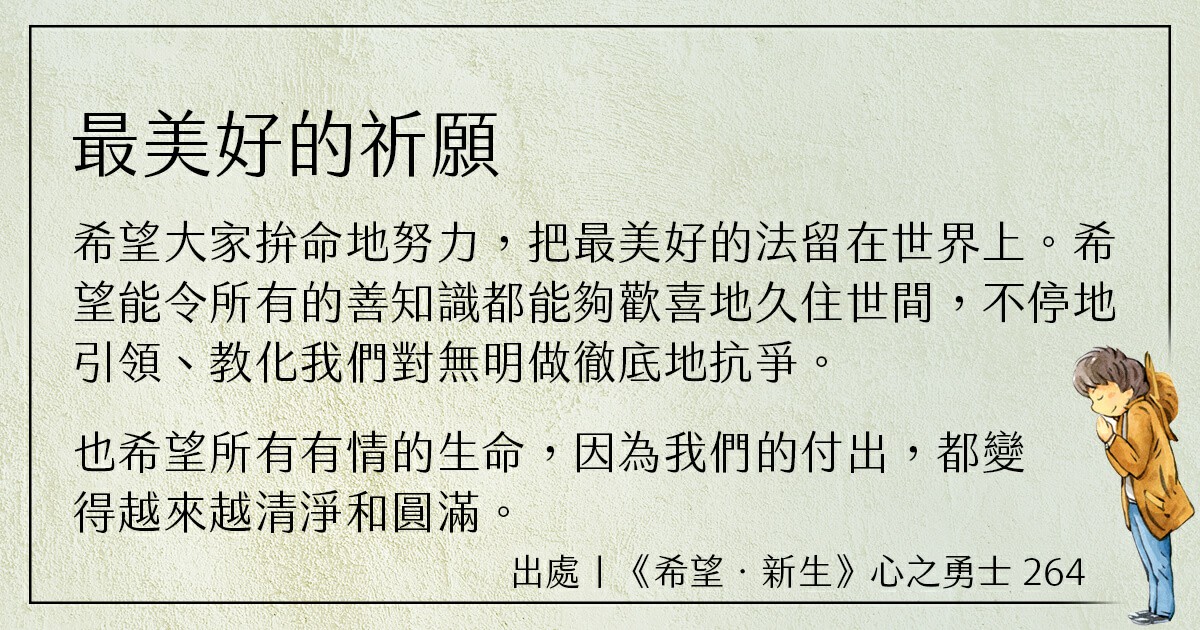 最美好的祈願
希望大家拚命地努力，把最美好的法留在世界上。希
望能令所有的善知識都能夠歡喜地久住世間，不停地
引領、教化我們對無明做徹底地抗爭。
也希望所有有情的生命，因為我們的付出，都變
得越來越清淨和圓滿。
出處｜《希望．新生》心之勇士 264